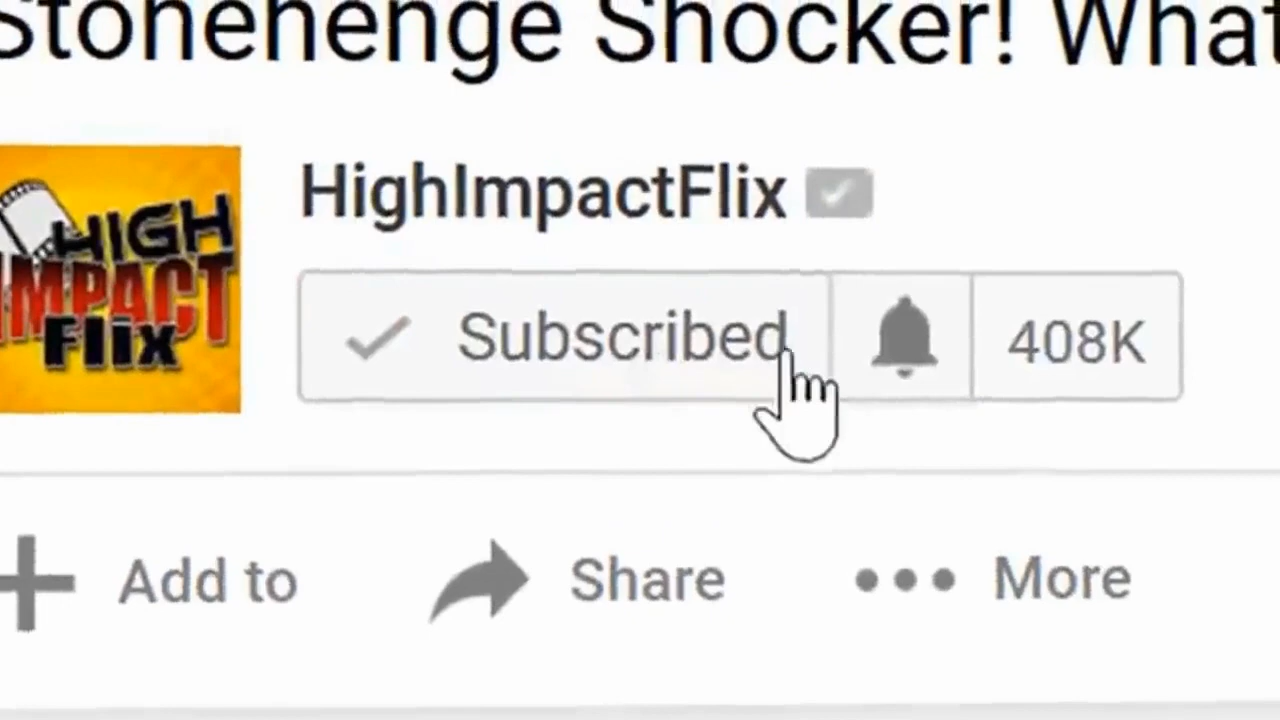 Stonehenge Shocker! What
HighImpactFlix
HIGH
IMPACT
Flix
Subscribed
408K
Add to
Share
More